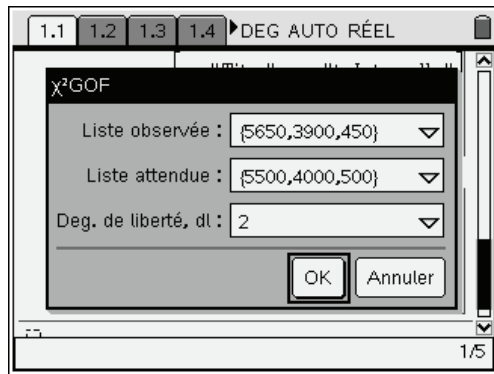 1.1 1.2 1.3 1.4 DEG AUTO RÉEL
χ²GOF
Liste observée : {5650,3900,450}
Liste attendue : {5500,4000,500}
Deg. de liberté, dl : 2
OK Annuler
1/5